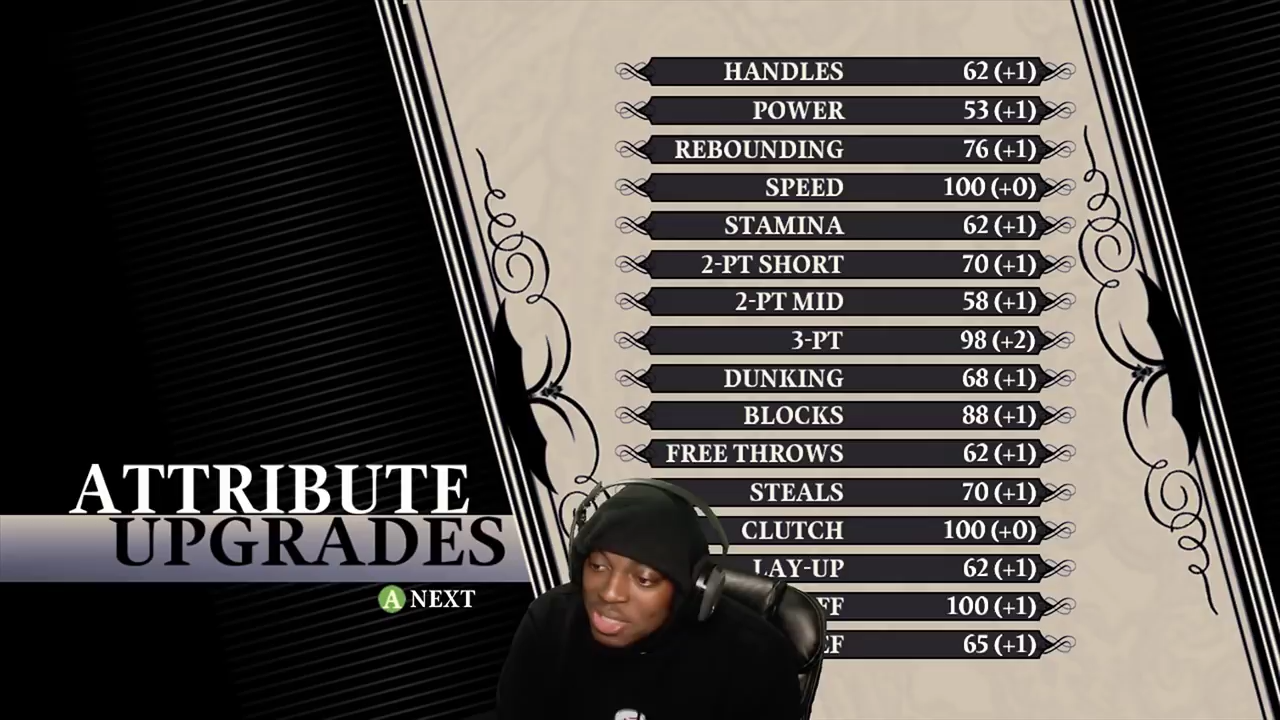 HANDLES 62 (+1)
POWER 53 (+1)
REBOUNDING 76 (+1)
SPEED 100 (+0)
STAMINA 62 (+1)
2-PT SHORT 70 (+1)
2-PT MID 58 (+1)
3-PT 98 (+2)
DUNKING 68 (+1)
BLOCKS 88 (+1)
FREE THROWS 62 (+1)
STEALS 70 (+1)
CLUTCH 100 (+0)
LAY-UP 62 (+1)
FF 100 (+1)
EF 65 (+1)
ATTRIBUTE
UPGRADES
A NEXT